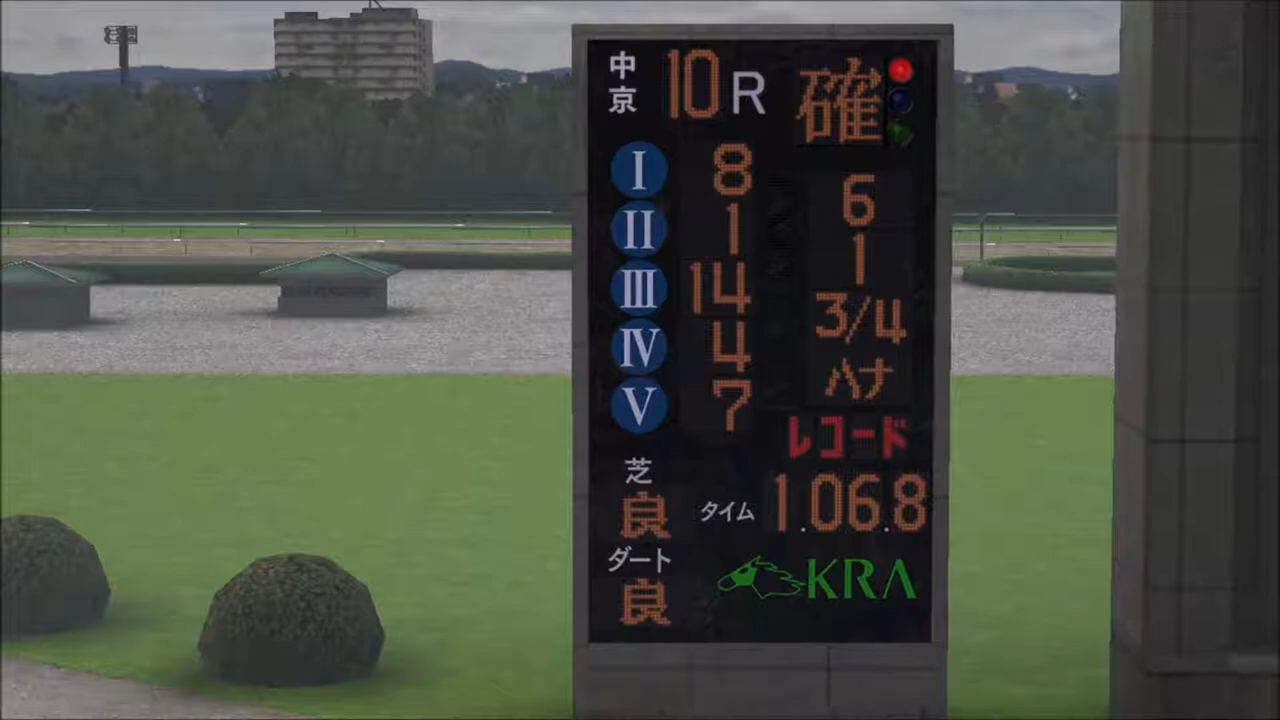 中京 10R 確
Ⅰ 8
6
Ⅱ 1
1
Ⅲ 14
3/4
Ⅳ 4
ハナ
Ⅴ 7
レコード
芝
良 タイム 1.06.8
ダート
良 KRA